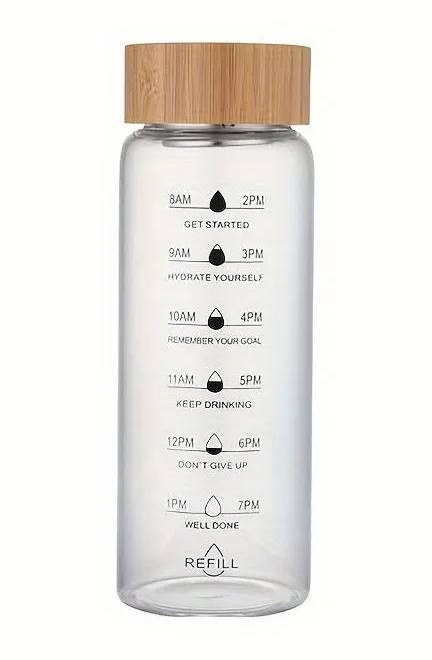 8AM 2PM
GET STARTED
9AM 3PM
HYDRATE YOURSELF
10AM 4PM
REMEMBER YOUR GOAL
11AM 5PM
KEEP DRINKING
12PM 6PM
DON'T GIVE UP
1PM 7PM
WELL DONE
REFILL